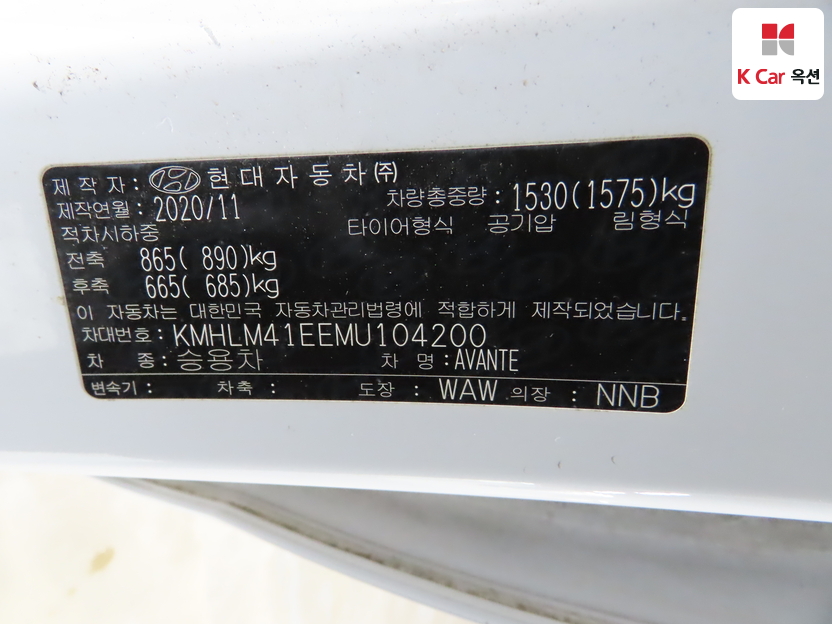 K Car 옥션
제 작 자 : 현대자동차㈜
제작연월 : 2020/11 차량총중량 : 1530(1575)kg
적차시하중 타이어형식 공기압 림형식
전축 865( 890)kg
후축 665( 685)kg
이 자동차는 대한민국 자동차관리법령에 적합하게 제작되었습니다.
차대번호 : KMHLM41EEMU104200
차 종 : 승용차 차 명 : AVANTE
변속기 : 차축 : 도장 : WAW 의장 : NNB